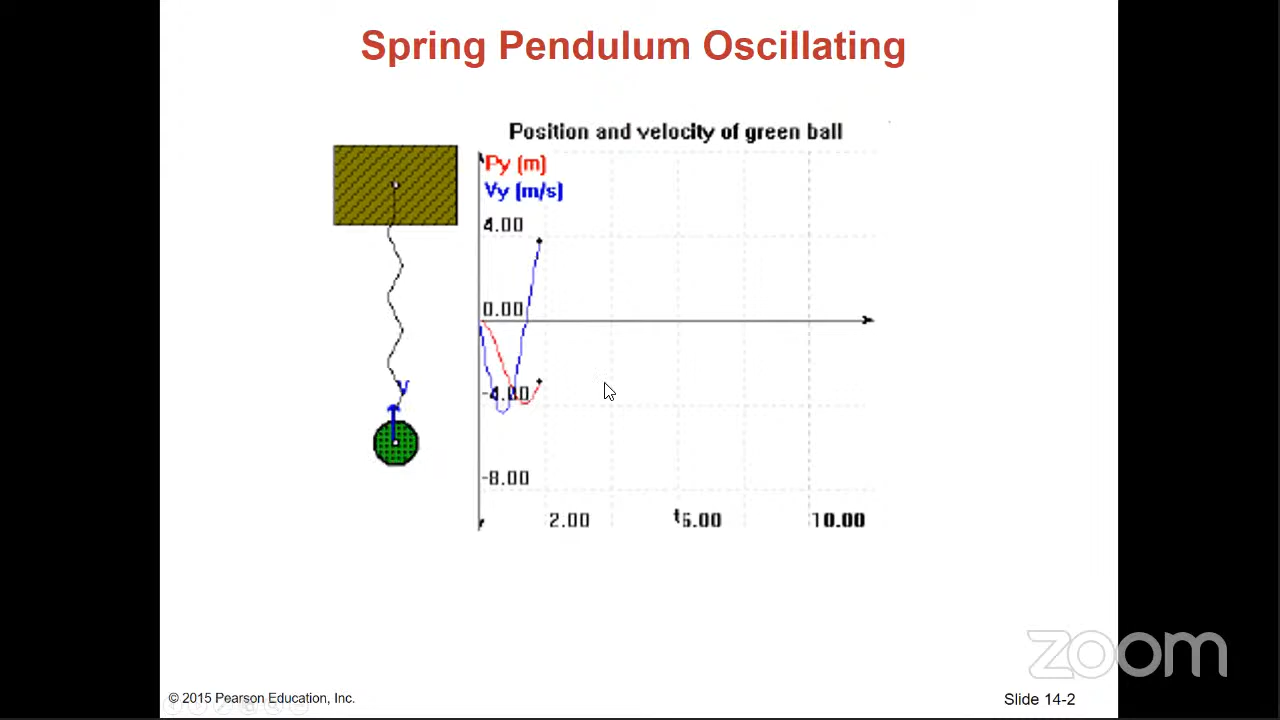 Spring Pendulum Oscillating
Position and velocity of green ball
Py (m)
Vy (m/s)
4.00
0.00
-4.00
-8.00
2.00
t
6.00
10.00
V
zoom
© 2015 Pearson Education, Inc.
Slide 14-2